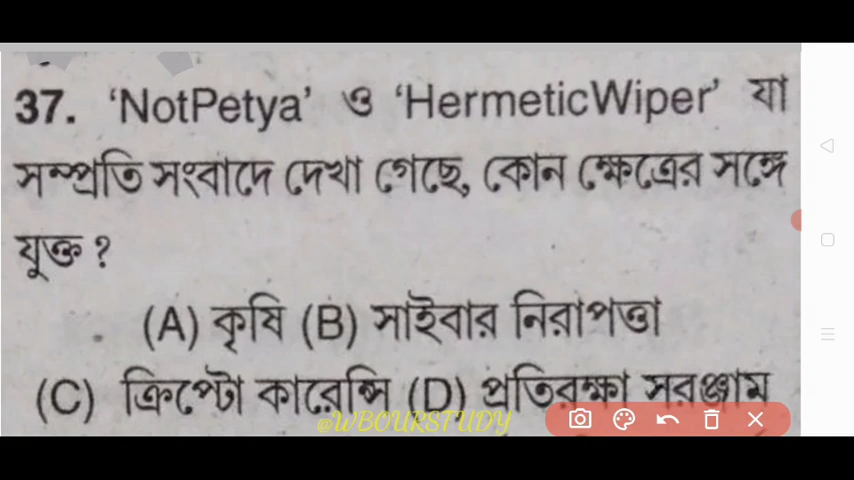 37. 'NotPetya' ও 'HermeticWiper' যা
সম্প্রতি সংবাদে দেখা গেছে, কোন ক্ষেত্রের সঙ্গে
যুক্ত ?
(A) কৃষি (B) সাইবার নিরাপত্তা
(C) ক্রিপ্টো কারেন্সি (D) প্রতিরক্ষা সরঞ্জাম
@WBOURSTUDY